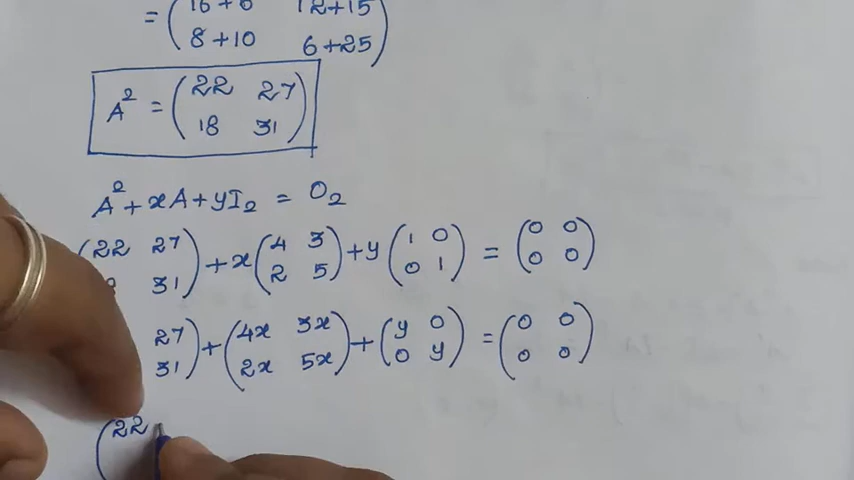 = (16+6 12+15
8+10 6+25)
A² = (22 27
18 31)
A² + xA + yI₂ = O₂
(22 27 31) + x(4 3 2 5) + y(1 0 0 1) = (0 0 0 0)
27 31) + (4x 3x 2x 5x) + (y 0 0 y) = (0 0 0 0)
(22